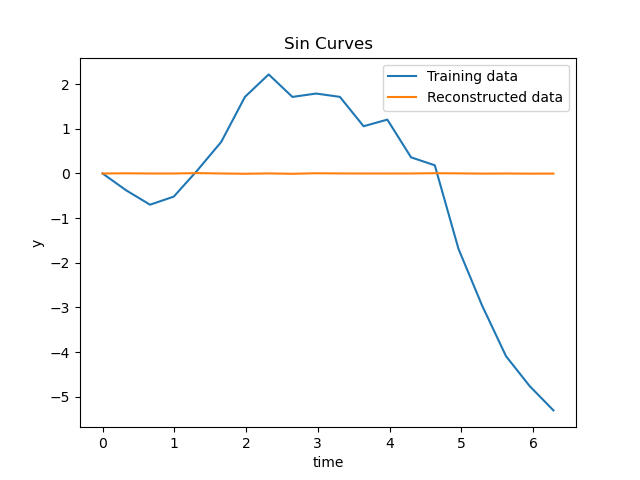 Sin Curves
Training data
Reconstructed data
2
1
0
−1
−2
−3
−4
−5
y
0 1 2 3 4 5 6
time